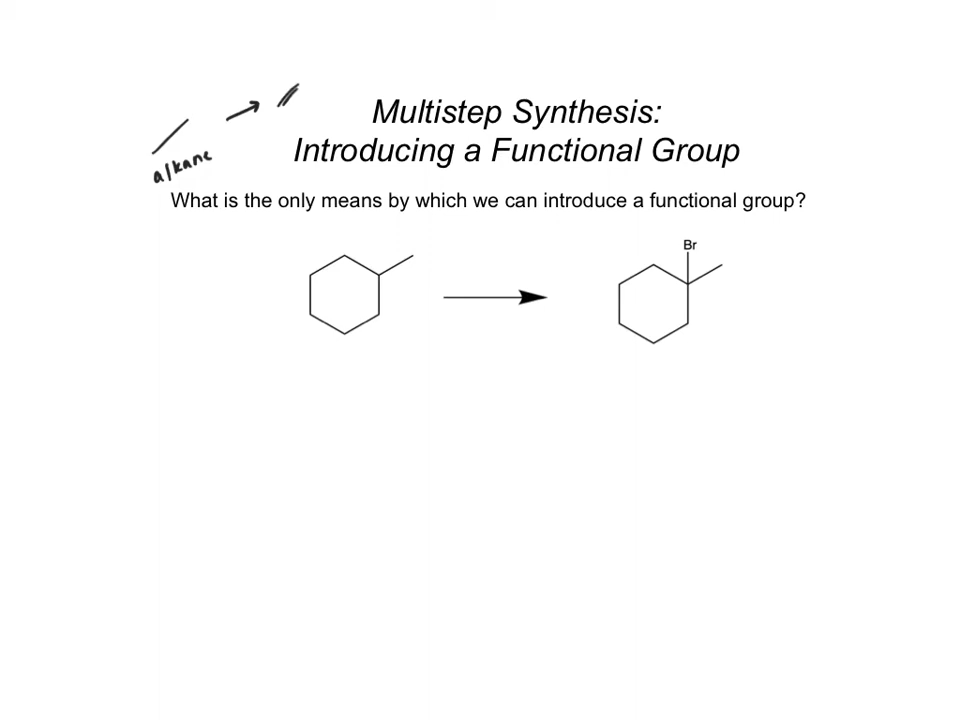 Multistep Synthesis:
Introducing a Functional Group
alkane
What is the only means by which we can introduce a functional group?
Br